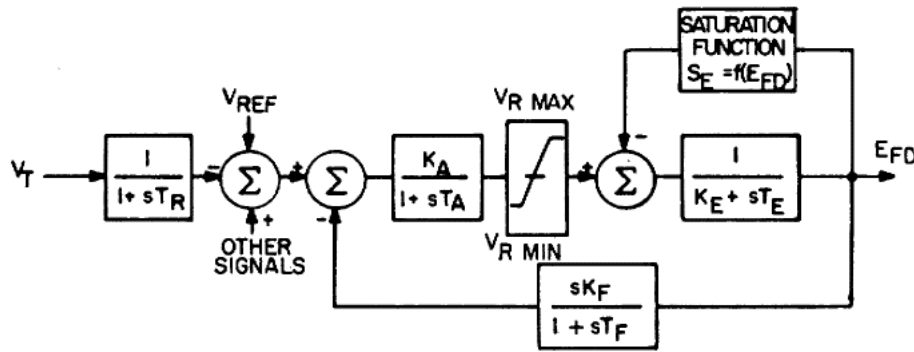 SATURATION
FUNCTION
S_E = f(E_FD)
-
V_REF
V_R MAX
V_T
1
1 + sT_R
-
Σ
+
OTHER
SIGNALS
+
Σ
-
K_A
1 + sT_A
V_R MIN
+
Σ
1
K_E + sT_E
E_FD
sK_F
1 + sT_F